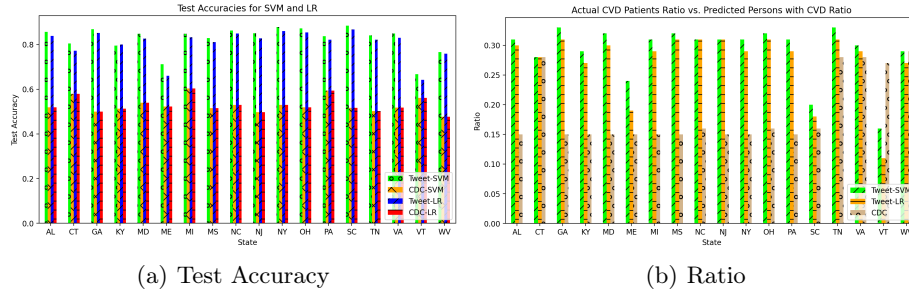 Test Accuracies for SVM and LR
Test Accuracy
0.8
0.6
0.4
0.2
0.0
AL CT GA KY MD ME MI MS NC NJ NY OH PA SC TN VA VT WV
State
Tweet-SVM
CDC-SVM
Tweet-LR
CDC-LR
(a) Test Accuracy
Actual CVD Patients Ratio vs. Predicted Persons with CVD Ratio
Ratio
0.30
0.25
0.20
0.15
0.10
0.05
0.00
AL CT GA KY MD ME MI MS NC NJ NY OH PA SC TN VA VT WV
State
Tweet-SVM
Tweet-LR
CDC
(b) Ratio